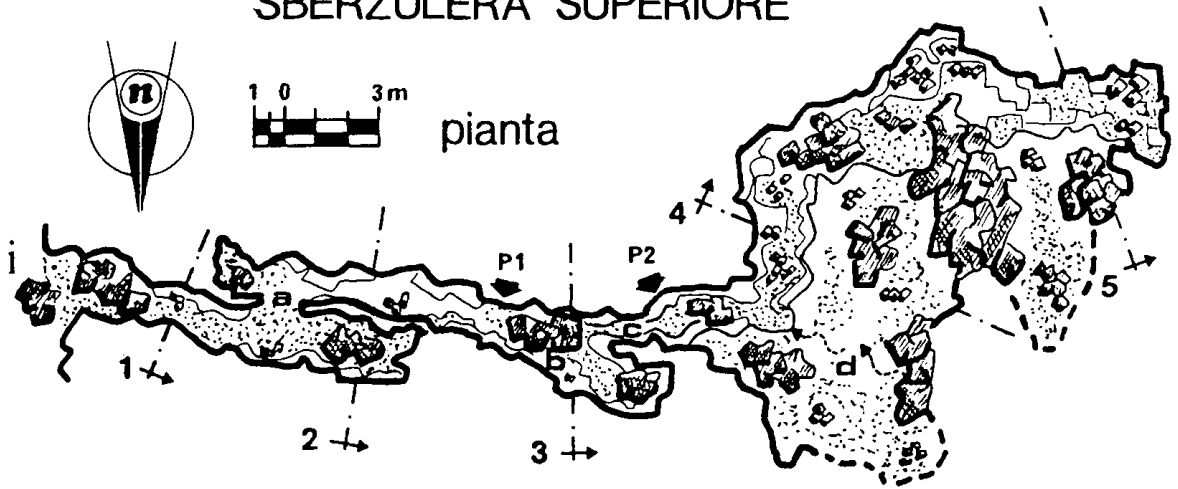 SBERZULERA SUPERIORE
n
1 0 3m
pianta
i
a
P1
P2
b
c
d
1
2
3
4
5